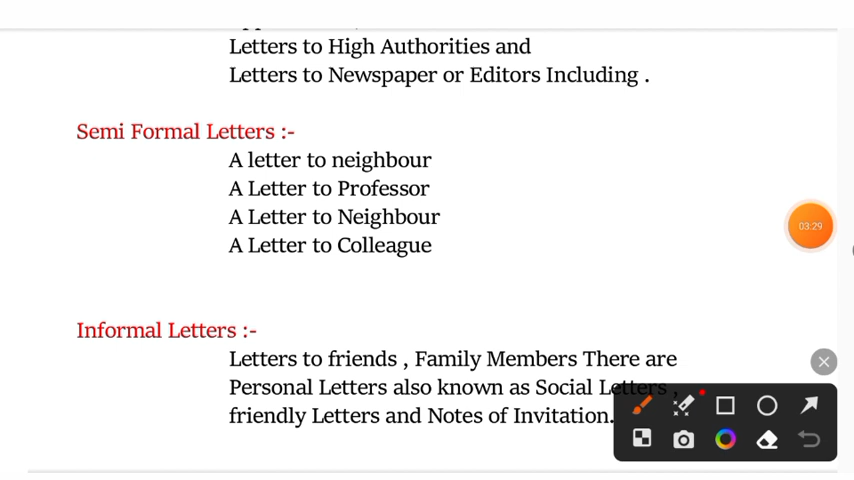 Letters to High Authorities and
Letters to Newspaper or Editors Including .
Semi Formal Letters :-
A letter to neighbour
A Letter to Professor
A Letter to Neighbour
A Letter to Colleague
03:29
Informal Letters :-
Letters to friends , Family Members There are
Personal Letters also known as Social Letters ,
friendly Letters and Notes of Invitation.